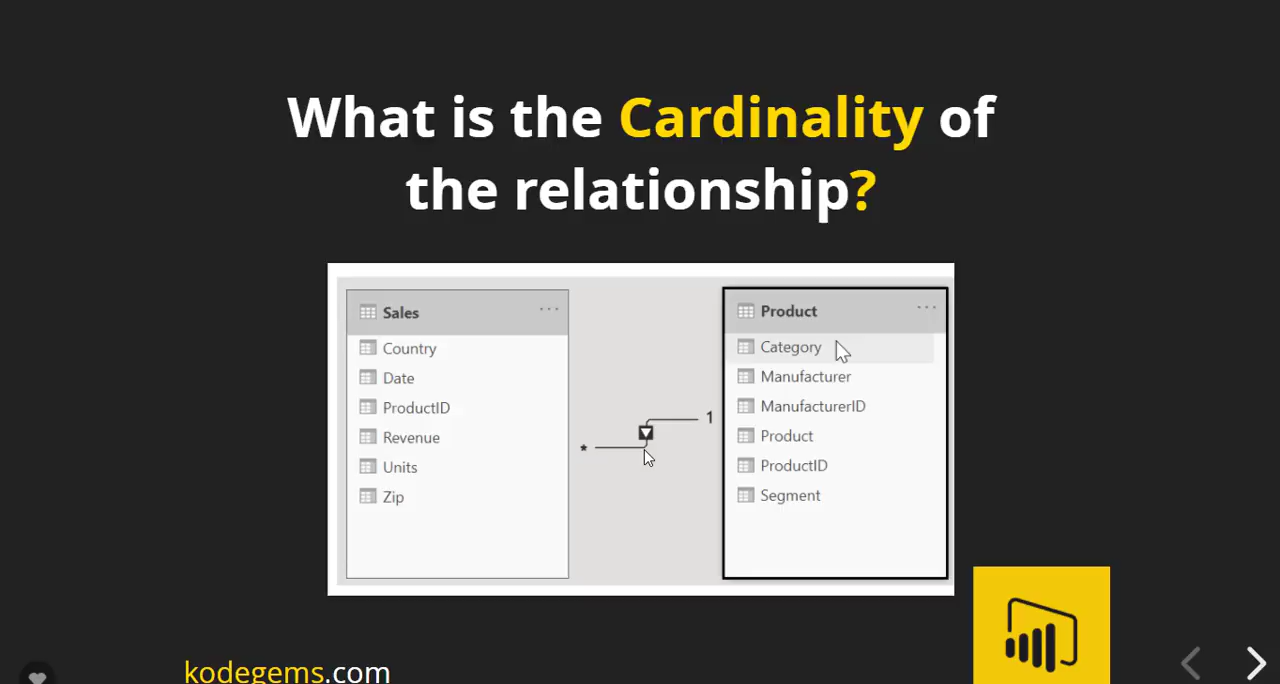 What is the Cardinality of
the relationship?
Sales
Country
Date
ProductID
Revenue
Units
Zip
* 1
Product
Category
Manufacturer
ManufacturerID
Product
ProductID
Segment
kodegems.com